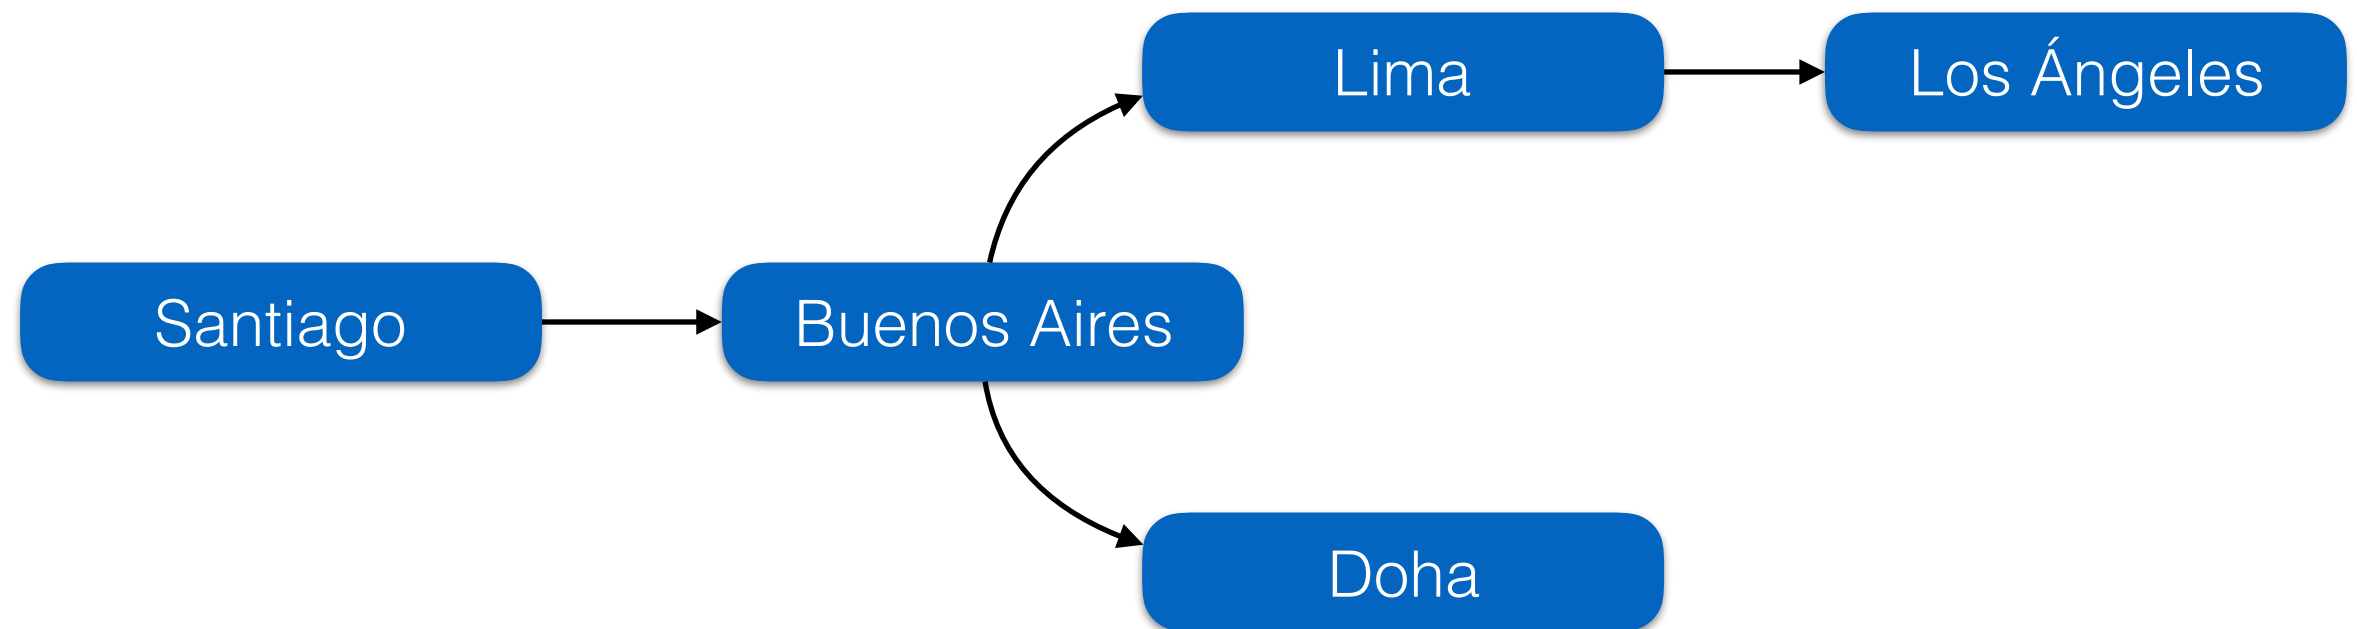 Lima
Los Ángeles
Santiago
Buenos Aires
Doha